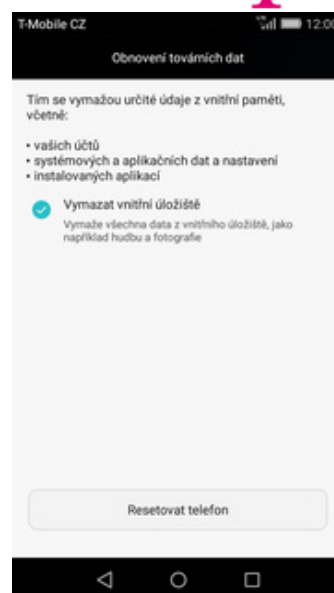 T-Mobile CZ 12:00
Obnovení továrních dat
Tím se vymažou určité údaje z vnitřní paměti,
včetně:
• vašich účtů
• systémových a aplikačních dat a nastavení
• instalovaných aplikací
Vymazat vnitřní úložiště
Vymaže všechna data z vnitřního úložiště, jako
například hudbu a fotografie
Resetovat telefon